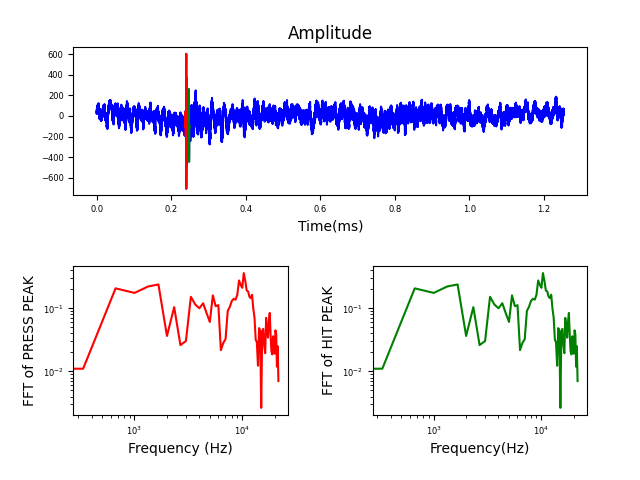 Amplitude
600
400
200
0
−200
−400
−600
0.0 0.2 0.4 0.6 0.8 1.0 1.2
Time(ms)
FFT of PRESS PEAK
10⁻¹
10⁻²
10³ 10⁴
Frequency (Hz)
FFT of HIT PEAK
10⁻¹
10⁻²
10³ 10⁴
Frequency(Hz)